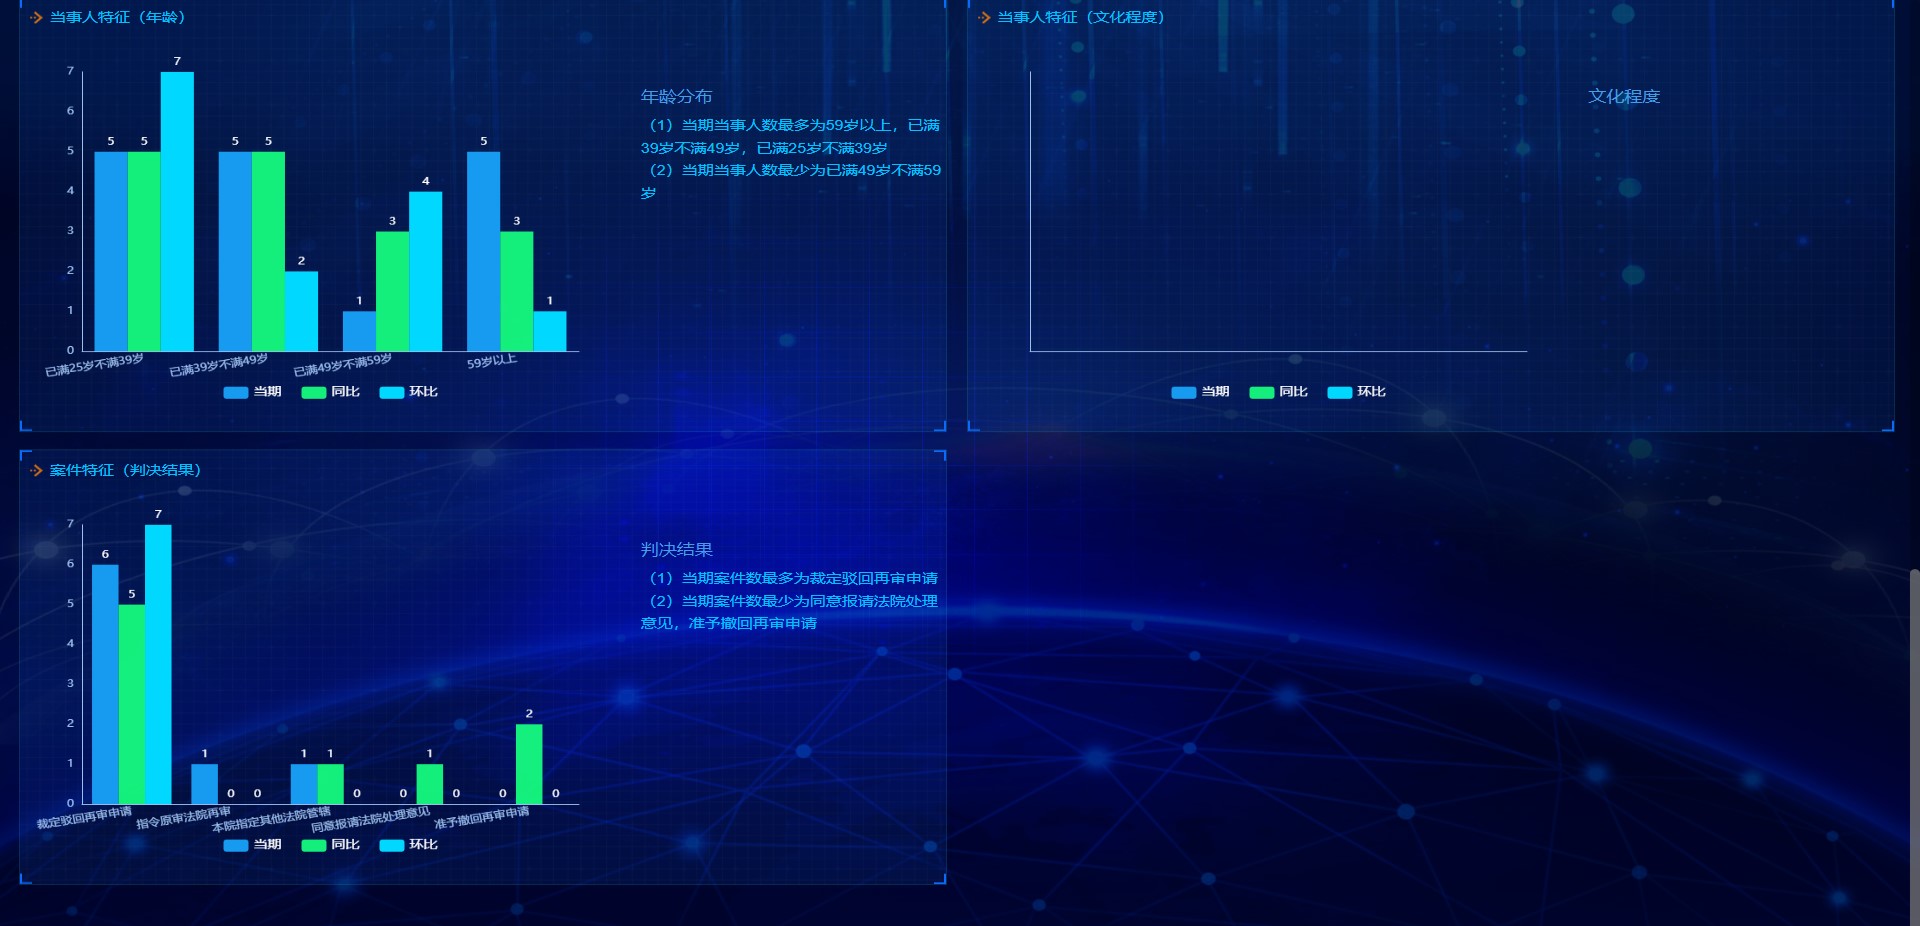 当事人特征（年龄）
7
6
5
4
3
2
1
0
5 5 7
5 5 2
1 3 4
5 3 1
已满25岁不满39岁
已满39岁不满49岁
已满49岁不满59岁
59岁以上
当期 同比 环比
年龄分布
（1）当期当事人数最多为59岁以上，已满
39岁不满49岁，已满25岁不满39岁
（2）当期当事人数最少为已满49岁不满59
岁
当事人特征（文化程度）
文化程度
当期 同比 环比
案件特征（判决结果）
7
6
5
4
3
2
1
0
6 5 7
1 0 0
1 1 0
0 1 0
0 2 0
裁定驳回再审申请
指令原审法院再审
本院指定其他法院管辖
同意报请法院处理意见
准予撤回再审申请
当期 同比 环比
判决结果
（1）当期案件数最多为裁定驳回再审申请
（2）当期案件数最少为同意报请法院处理
意见，准予撤回再审申请